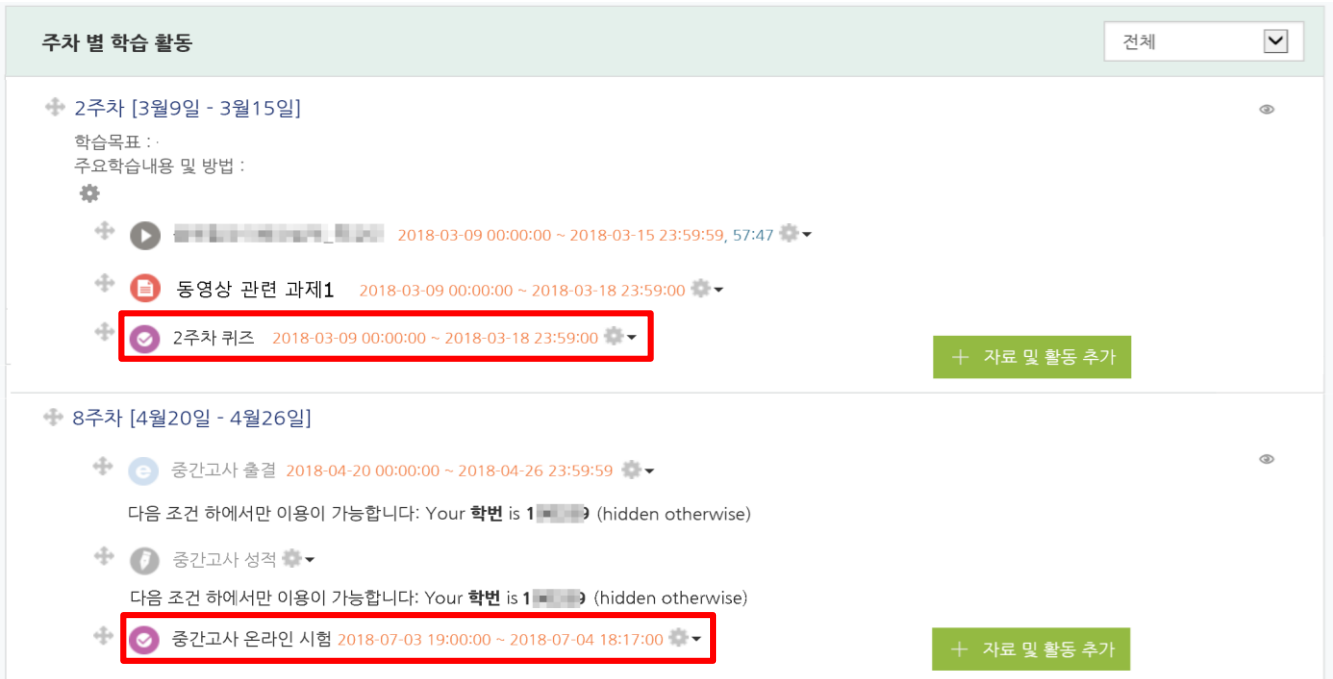 주차 별 학습 활동
전체
2주차 [3월9일 - 3월15일]
학습목표 :
주요학습내용 및 방법 :
2018-03-09 00:00:00 ~ 2018-03-15 23:59:59, 57:47
동영상 관련 과제1 2018-03-09 00:00:00 ~ 2018-03-18 23:59:00
2주차 퀴즈 2018-03-09 00:00:00 ~ 2018-03-18 23:59:00
+ 자료 및 활동 추가
8주차 [4월20일 - 4월26일]
중간고사 출결 2018-04-20 00:00:00 ~ 2018-04-26 23:59:59
다음 조건 하에서만 이용이 가능합니다: Your 학번 is (hidden otherwise)
중간고사 성적
다음 조건 하에서만 이용이 가능합니다: Your 학번 is (hidden otherwise)
중간고사 온라인 시험 2018-07-03 19:00:00 ~ 2018-07-04 18:17:00
+ 자료 및 활동 추가